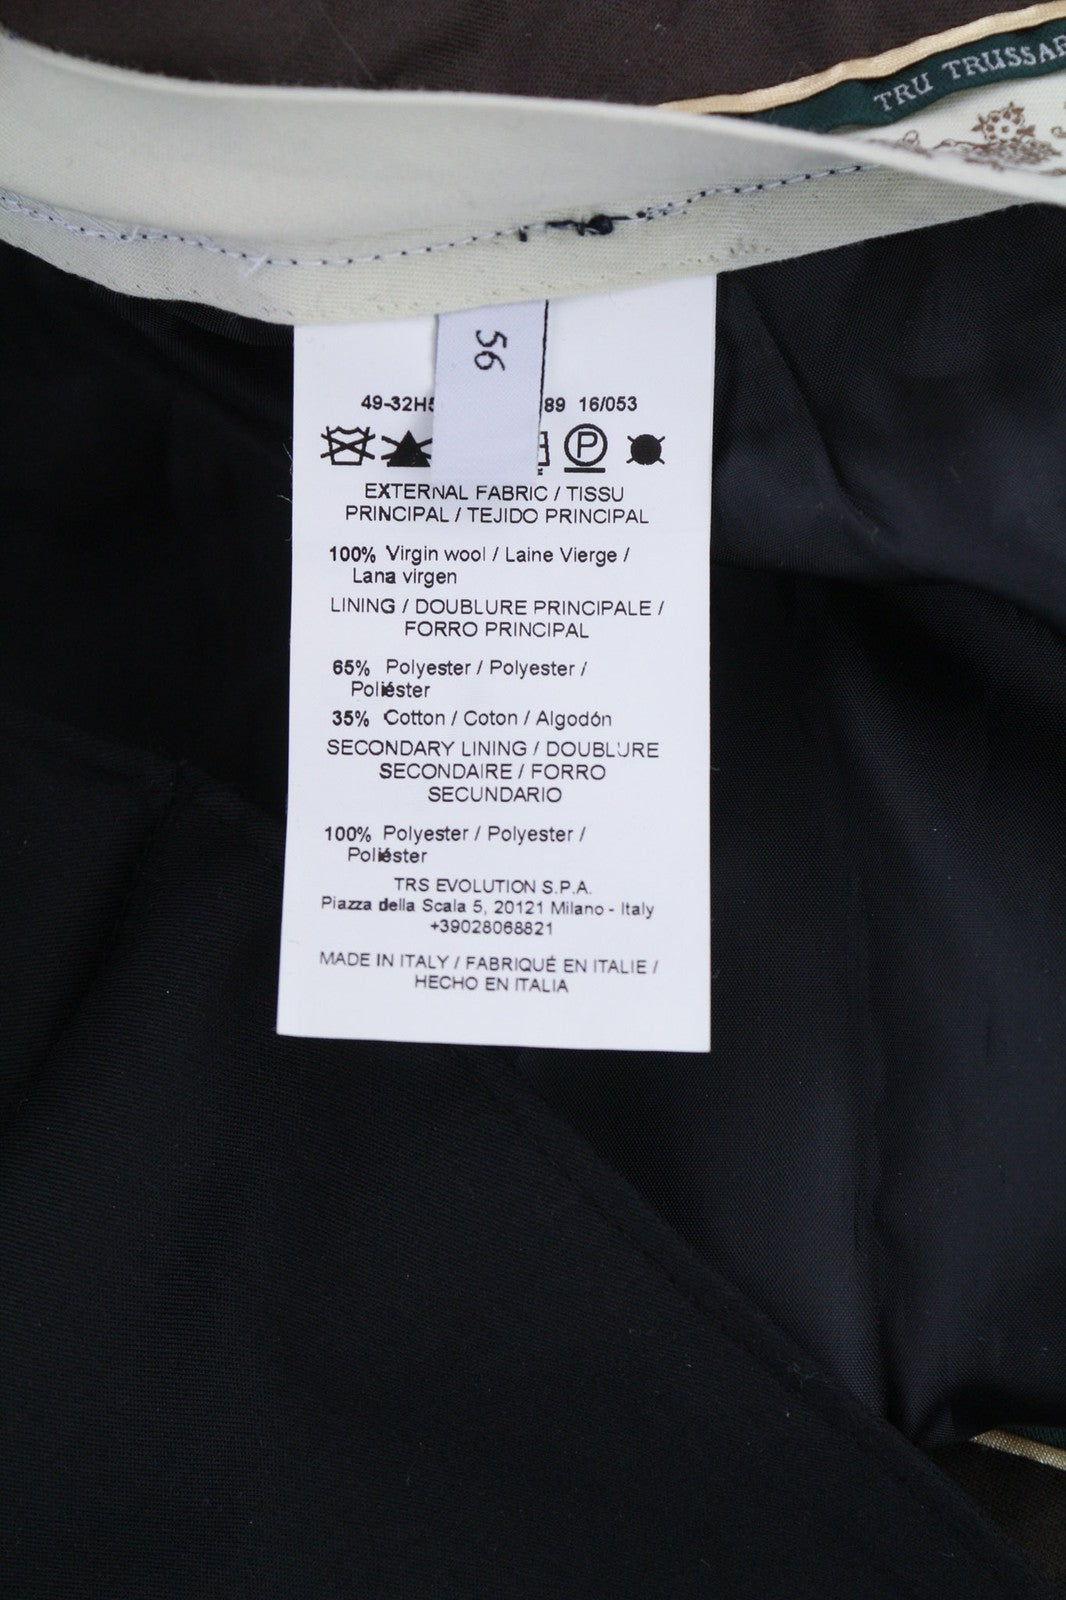 TRU
56
89 16/053
P
EXTERNAL FABRIC / TISSU
PRINCIPAL / TEJIDO PRINCIPAL
100% Virgin wool / Laine Vierge /
Lana virgen
LINING / DOUBLURE PRINCIPALE /
FORRO PRINCIPAL
65% Polyester / Polyester /
Poliéster
35% Cotton / Coton / Algodón
SECONDARY LINING / DOUBLURE
SECONDAIRE / FORRO
SECUNDARIO
100% Polyester / Polyester /
Poliéster
TRS EVOLUTION S.P.A.
Piazza della Scala 5, 20121 Milano - Italy
+39028068821
MADE IN ITALY / FABRIQUÉ EN ITALIE /
HECHO EN ITALIA